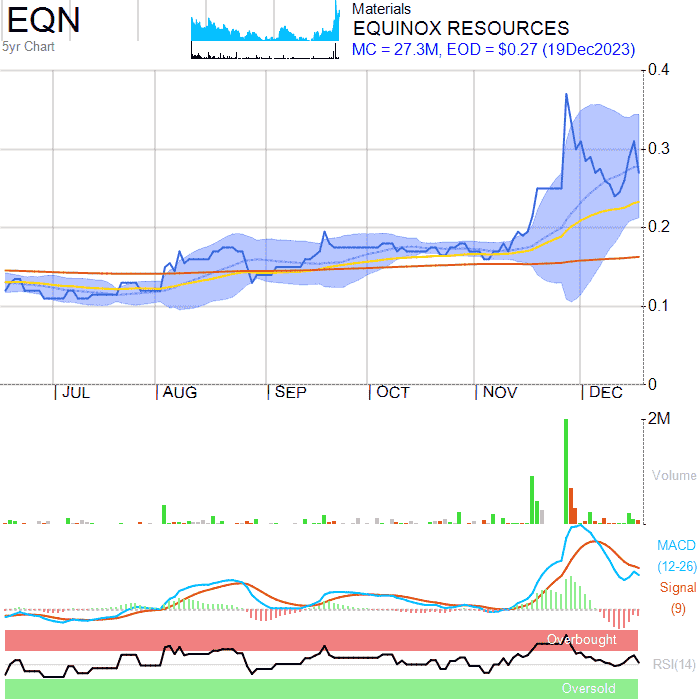 EQN
5yr Chart
Materials
EQUINOX RESOURCES
MC = 27.3M, EOD = $0.27 (19Dec2023)
0.4
0.3
0.2
0.1
0
JUL AUG SEP OCT NOV DEC
2M
Volume
MACD
(12-26)
Signal
(9)
Overbought
RSI(14)
Oversold